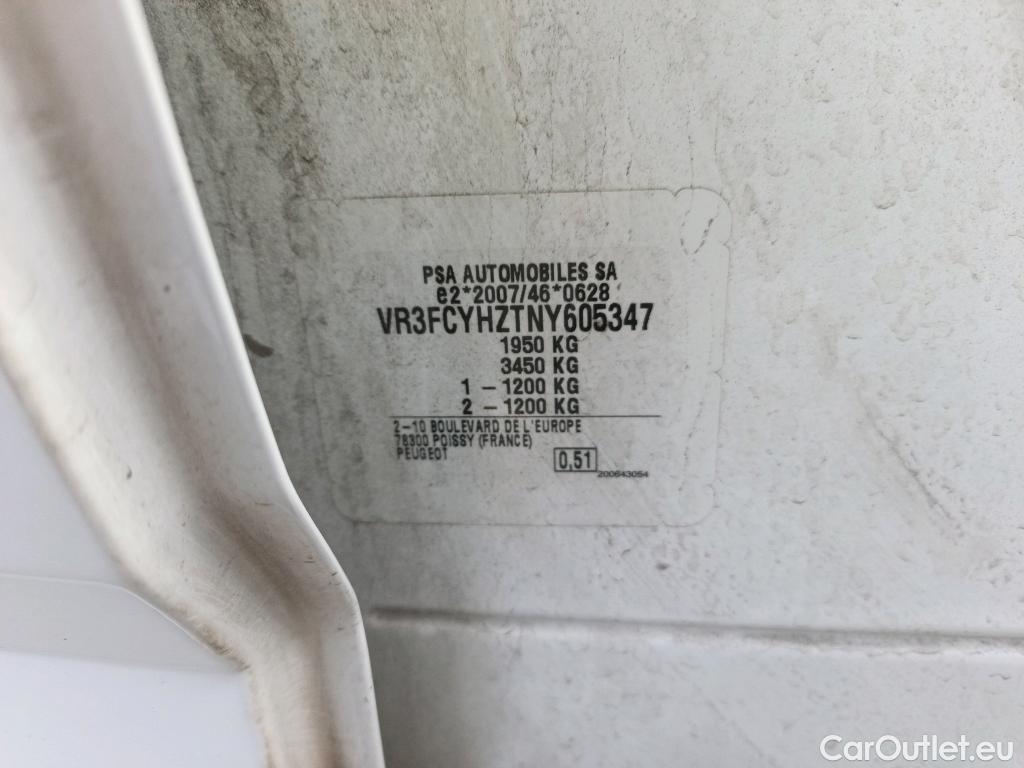 PSA AUTOMOBILES SA
e2*2007/46*0628
VR3FCYHZTNY605347
1950 KG
3450 KG
1 – 1200 KG
2 – 1200 KG
2–10 BOULEVARD DE L'EUROPE
78300 POISSY (FRANCE)
PEUGEOT
0,51
200643054
CarOutlet.eu